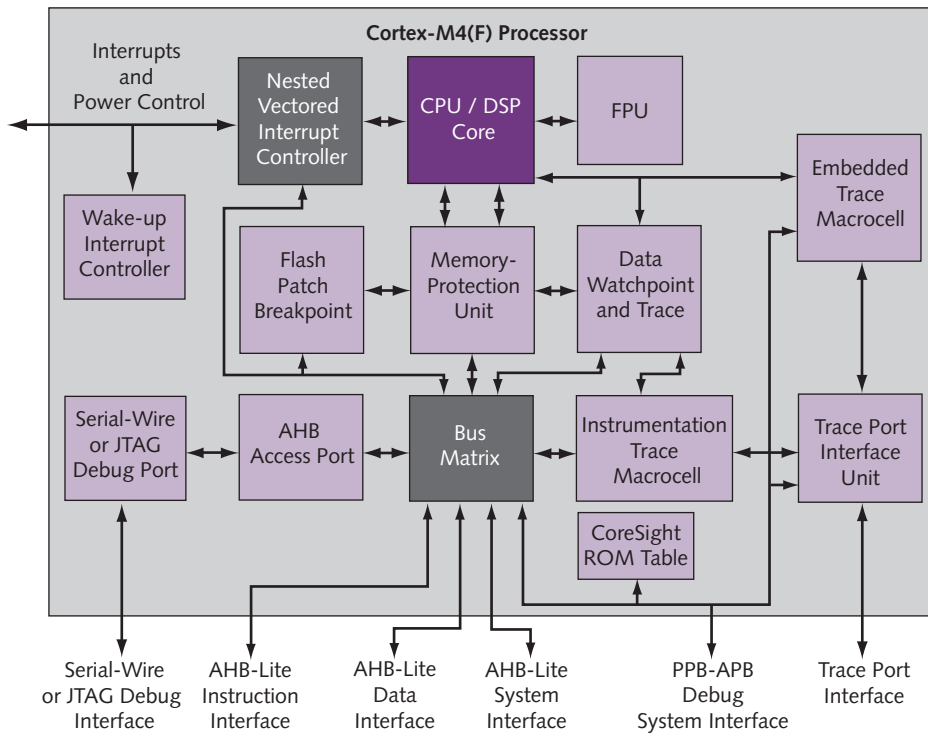 Cortex-M4(F) Processor
Interrupts
and
Power Control
Nested
Vectored
Interrupt
Controller
CPU / DSP
Core
FPU
Embedded
Trace
Macrocell
Wake-up
Interrupt
Controller
Flash
Patch
Breakpoint
Memory-
Protection
Unit
Data
Watchpoint
and Trace
Serial-Wire
or JTAG
Debug Port
AHB
Access Port
Bus
Matrix
Instrumentation
Trace
Macrocell
Trace Port
Interface
Unit
CoreSight
ROM Table
Serial-Wire
or JTAG Debug
Interface
AHB-Lite
Instruction
Interface
AHB-Lite
Data
Interface
AHB-Lite
System
Interface
PPB-APB
Debug
System Interface
Trace Port
Interface